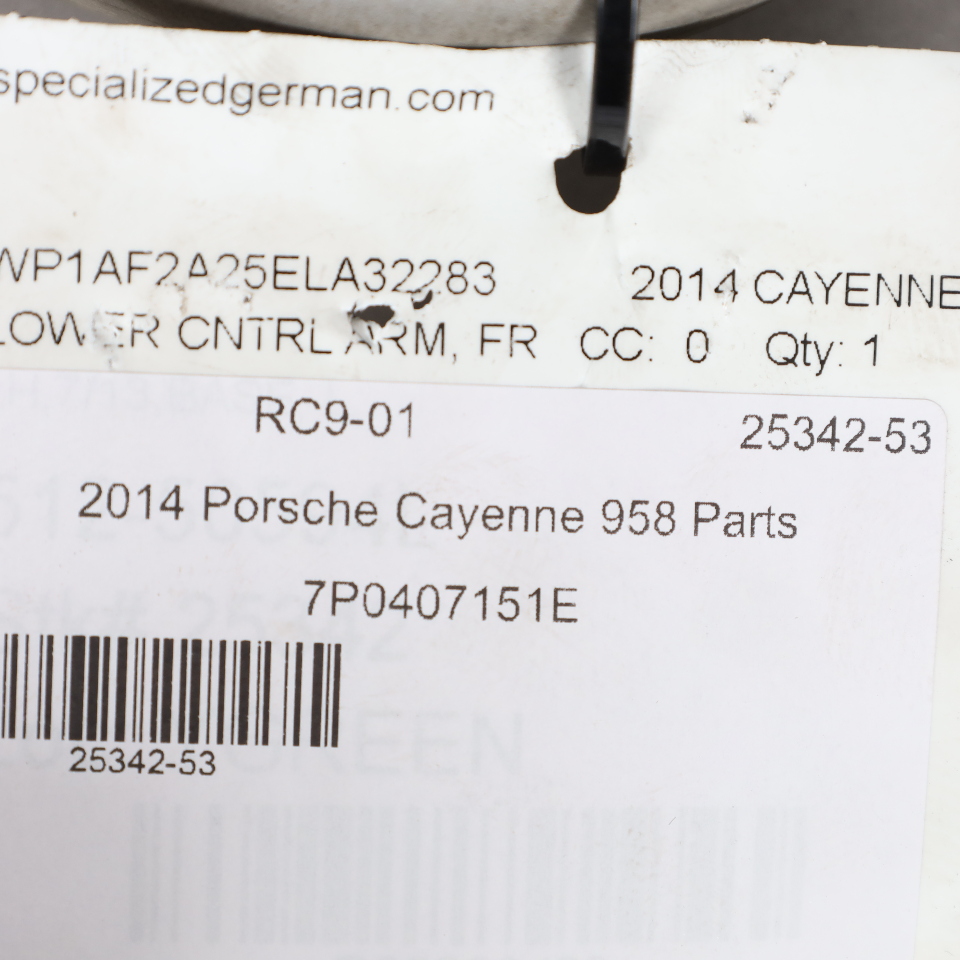 specializedgerman.com
WP1AF2A25ELA32283 2014 CAYENNE
LOWER CNTRL ARM, FR CC: 0 Qty: 1
RC9-01 25342-53
2014 Porsche Cayenne 958 Parts
7P0407151E
25342-53